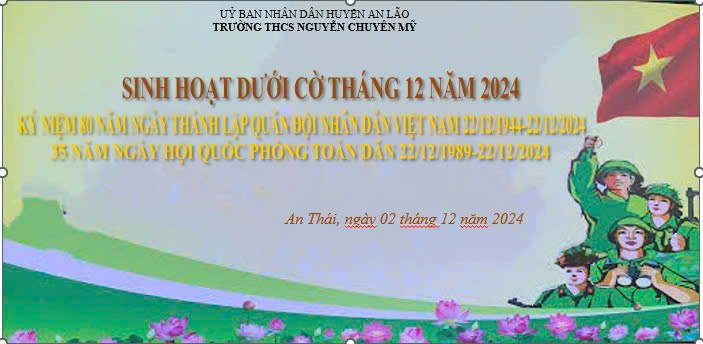 UỶ BAN NHÂN DÂN HUYỆN AN LÃO
TRƯỜNG THCS NGUYỄN CHUYÊN MỸ
SINH HOẠT DƯỚI CỜ THÁNG 12 NĂM 2024
KỶ NIỆM 80 NĂM NGÀY THÀNH LẬP QUÂN ĐỘI NHÂN DÂN VIỆT NAM 22/12/1944-22/12/2024
35 NĂM NGÀY HỘI QUỐC PHÒNG TOÀN DÂN 22/12/1989-22/12/2024
An Thái, ngày 02 tháng 12 năm 2024